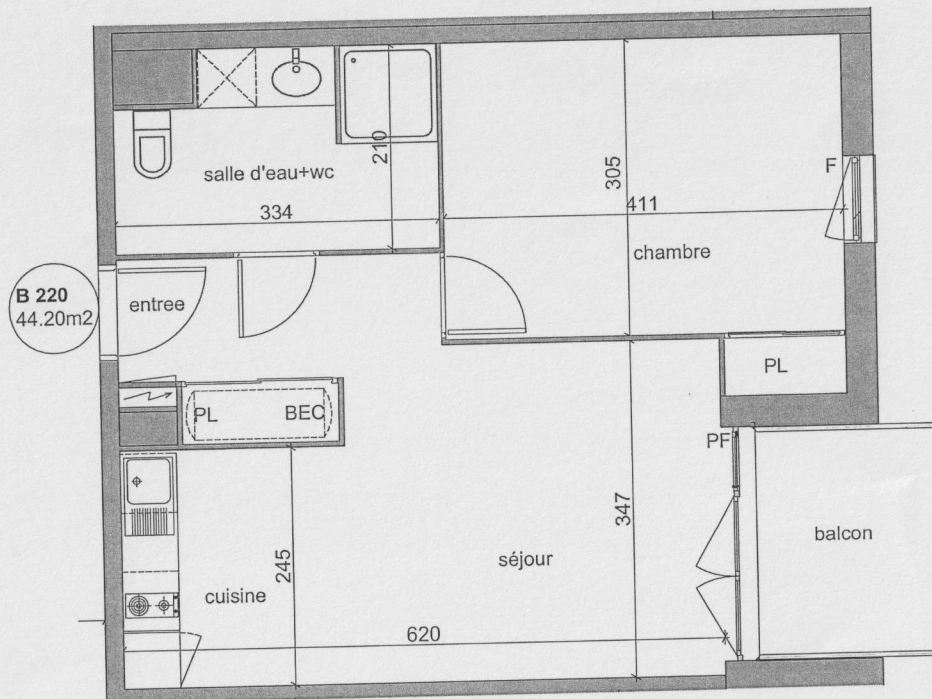 210
salle d'eau+wc
334
305
411
F
chambre
B 220
44.20m2
entree
PL
PL
BEC
PF
347
balcon
séjour
245
cuisine
620